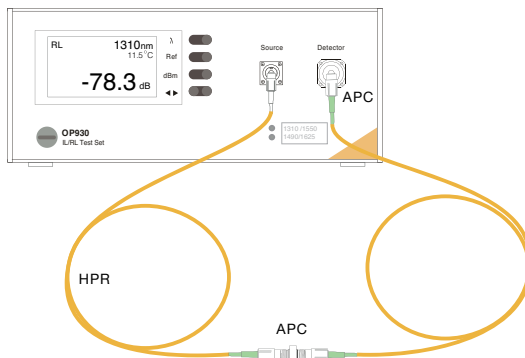 RL 1310nm
11.5°C
-78.3 dB
λ
Ref
dBm
◄►
Source Detector
APC
OP930
IL/RL Test Set
1310 /1550
1490/1625
HPR
APC